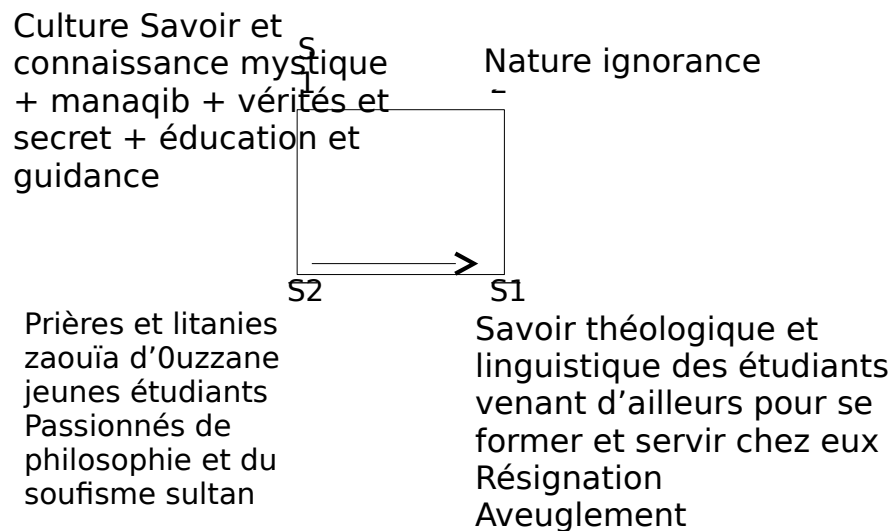 Culture Savoir et
connaissance mystique
+ manaqib + vérités et
secret + éducation et
guidance
S
1
Nature ignorance
S2
S1
Prières et litanies
zaouïa d’0uzzane
jeunes étudiants
Passionnés de
philosophie et du
soufisme sultan
Savoir théologique et
linguistique des étudiants
venant d’ailleurs pour se
former et servir chez eux
Résignation
Aveuglement